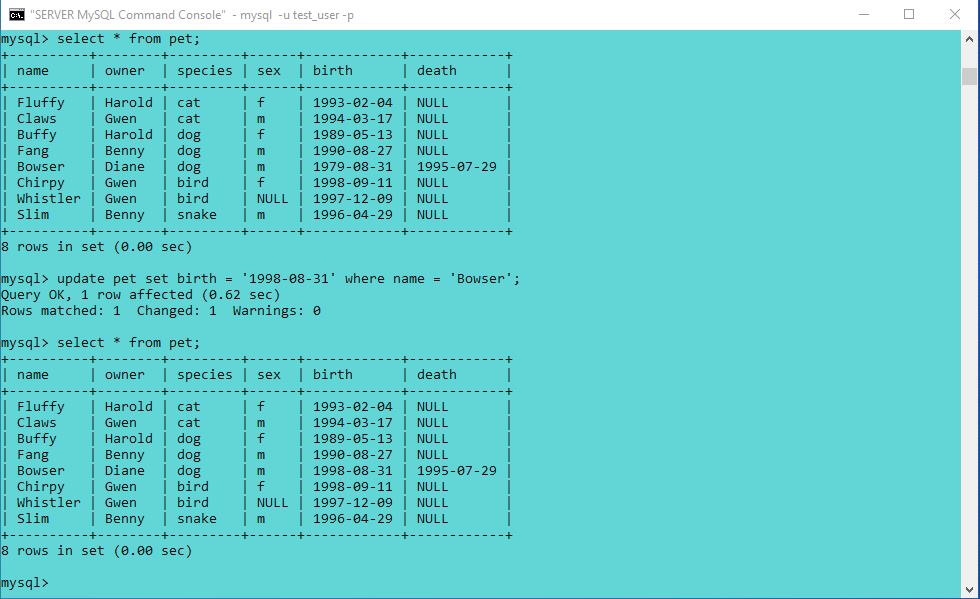 "SERVER MySQL Command Console" - mysql -u test_user -p
mysql> select * from pet;
+----------+--------+---------+------+------------+------------+
| name     | owner  | species | sex  | birth      | death      |
+----------+--------+---------+------+------------+------------+
| Fluffy   | Harold | cat     | f    | 1993-02-04 | NULL       |
| Claws    | Gwen   | cat     | m    | 1994-03-17 | NULL       |
| Buffy    | Harold | dog     | f    | 1989-05-13 | NULL       |
| Fang     | Benny  | dog     | m    | 1990-08-27 | NULL       |
| Bowser   | Diane  | dog     | m    | 1979-08-31 | 1995-07-29 |
| Chirpy   | Gwen   | bird    | f    | 1998-09-11 | NULL       |
| Whistler | Gwen   | bird    | NULL | 1997-12-09 | NULL       |
| Slim     | Benny  | snake   | m    | 1996-04-29 | NULL       |
+----------+--------+---------+------+------------+------------+
8 rows in set (0.00 sec)
mysql> update pet set birth = '1998-08-31' where name = 'Bowser';
Query OK, 1 row affected (0.62 sec)
Rows matched: 1  Changed: 1  Warnings: 0
mysql> select * from pet;
+----------+--------+---------+------+------------+------------+
| name     | owner  | species | sex  | birth      | death      |
+----------+--------+---------+------+------------+------------+
| Fluffy   | Harold | cat     | f    | 1993-02-04 | NULL       |
| Claws    | Gwen   | cat     | m    | 1994-03-17 | NULL       |
| Buffy    | Harold | dog     | f    | 1989-05-13 | NULL       |
| Fang     | Benny  | dog     | m    | 1990-08-27 | NULL       |
| Bowser   | Diane  | dog     | m    | 1998-08-31 | 1995-07-29 |
| Chirpy   | Gwen   | bird    | f    | 1998-09-11 | NULL       |
| Whistler | Gwen   | bird    | NULL | 1997-12-09 | NULL       |
| Slim     | Benny  | snake   | m    | 1996-04-29 | NULL       |
+----------+--------+---------+------+------------+------------+
8 rows in set (0.00 sec)
mysql>